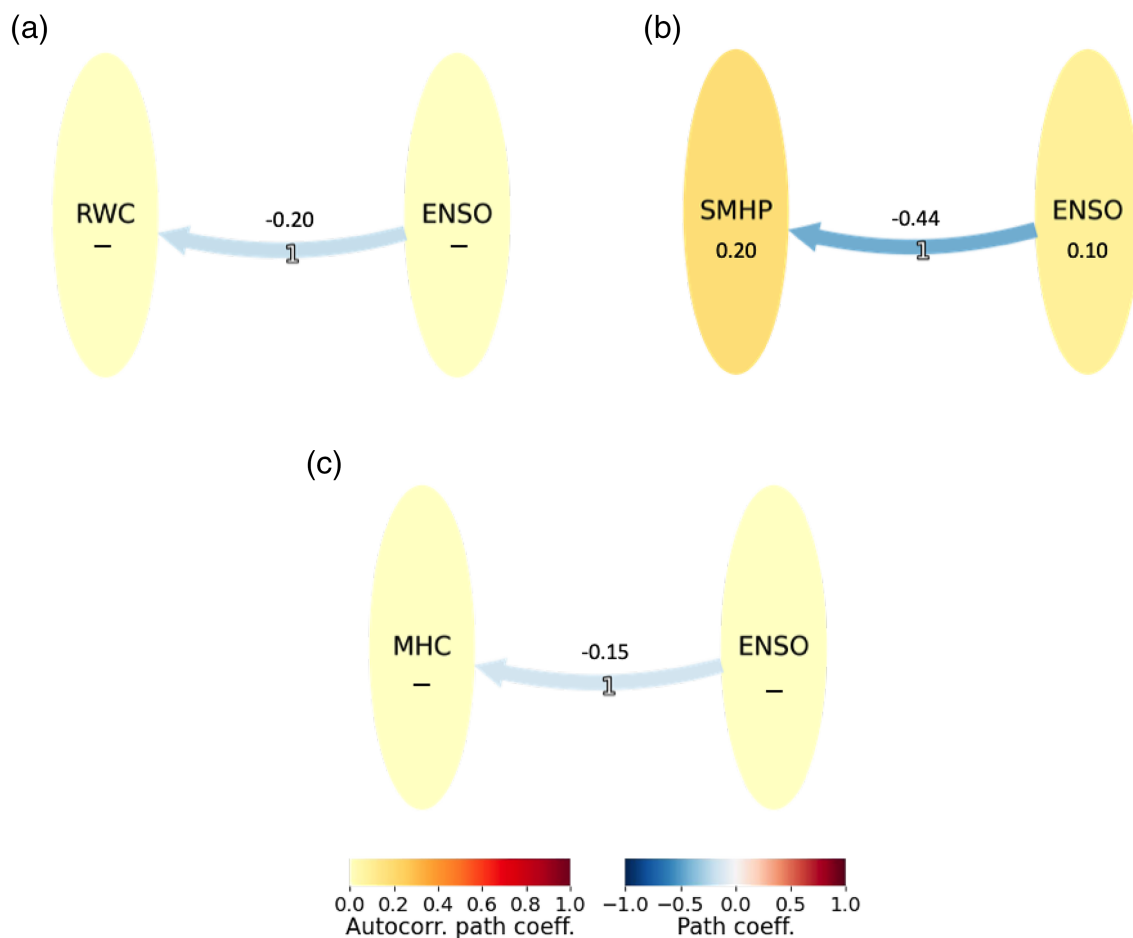 (a)
(b)
RWC
–
-0.20
1
ENSO
–
SMHP
0.20
-0.44
1
ENSO
0.10
(c)
MHC
–
-0.15
1
ENSO
–
0.0 0.2 0.4 0.6 0.8 1.0
Autocorr. path coeff.
−1.0 −0.5 0.0 0.5 1.0
Path coeff.